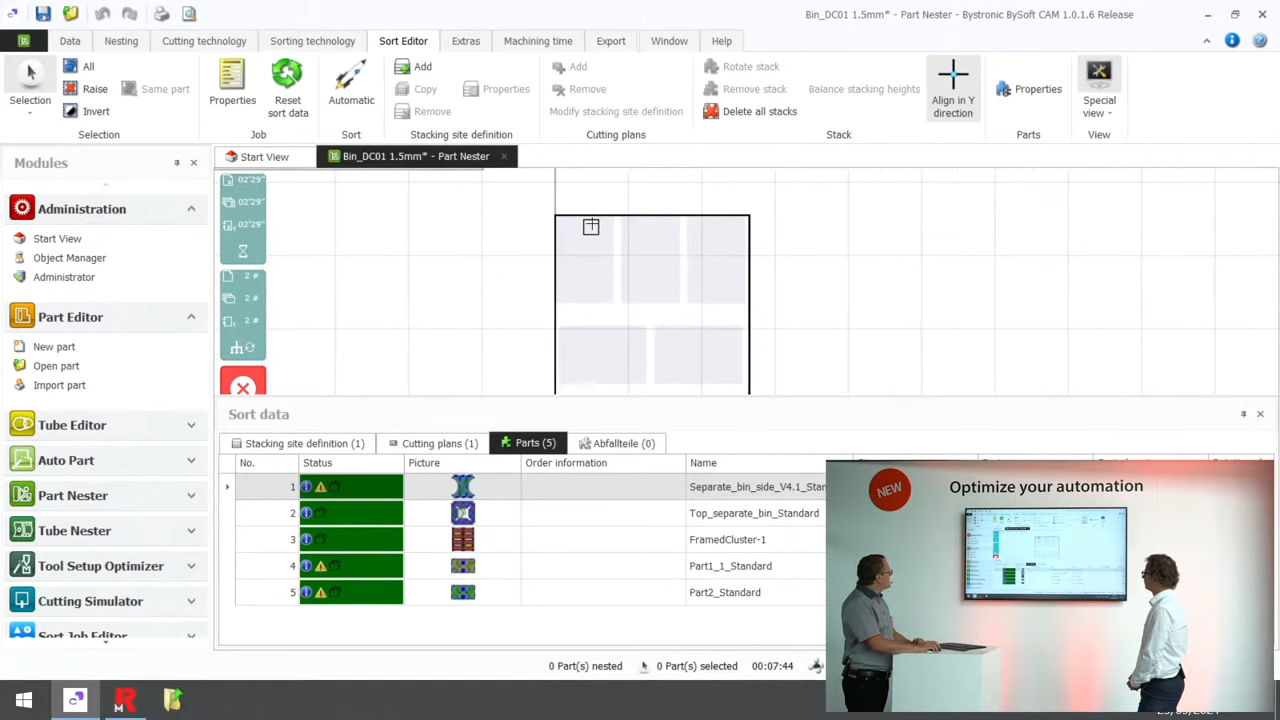 Bin_DC01 1.5mm* - Part Nester - Bystronic BySoft CAM 1.0.1.6 Release
Data Nesting Cutting technology Sorting technology Sort Editor Extras Machining time Export Window Help
Selection
All
Raise
Invert
Same part
Selection
Properties
Reset
sort data
Job
Automatic
Sort
Add
Copy
Remove
Properties
Stacking site definition
Add
Remove
Modify stacking site definition
Cutting plans
Rotate stack
Remove stack
Delete all stacks
Balance stacking heights
Align in Y
direction
Stack
Properties
Parts
Special
view
View
Modules
Start View
Bin_DC01 1.5mm* - Part Nester
Administration
Start View
Object Manager
Administrator
Part Editor
New part
Open part
Import part
Tube Editor
Auto Part
Part Nester
Tube Nester
Tool Setup Optimizer
Cutting Simulator
Sort Job Editor
02'29"
02'29"
02'29"
2 #
2 #
2 #
Sort data
Stacking site definition (1) Cutting plans (1) Parts (5) Abfallteile (0)
No. Status Picture Order information Name
1 Separate_bin_side_V4.1_Stan
2 Top_separate_bin_Standard
3 FramedCluster-1
4 Part1_1_Standard
5 Part2_Standard
0 Part(s) nested 0 Part(s) selected 00:07:44
NEW
Optimize your automation